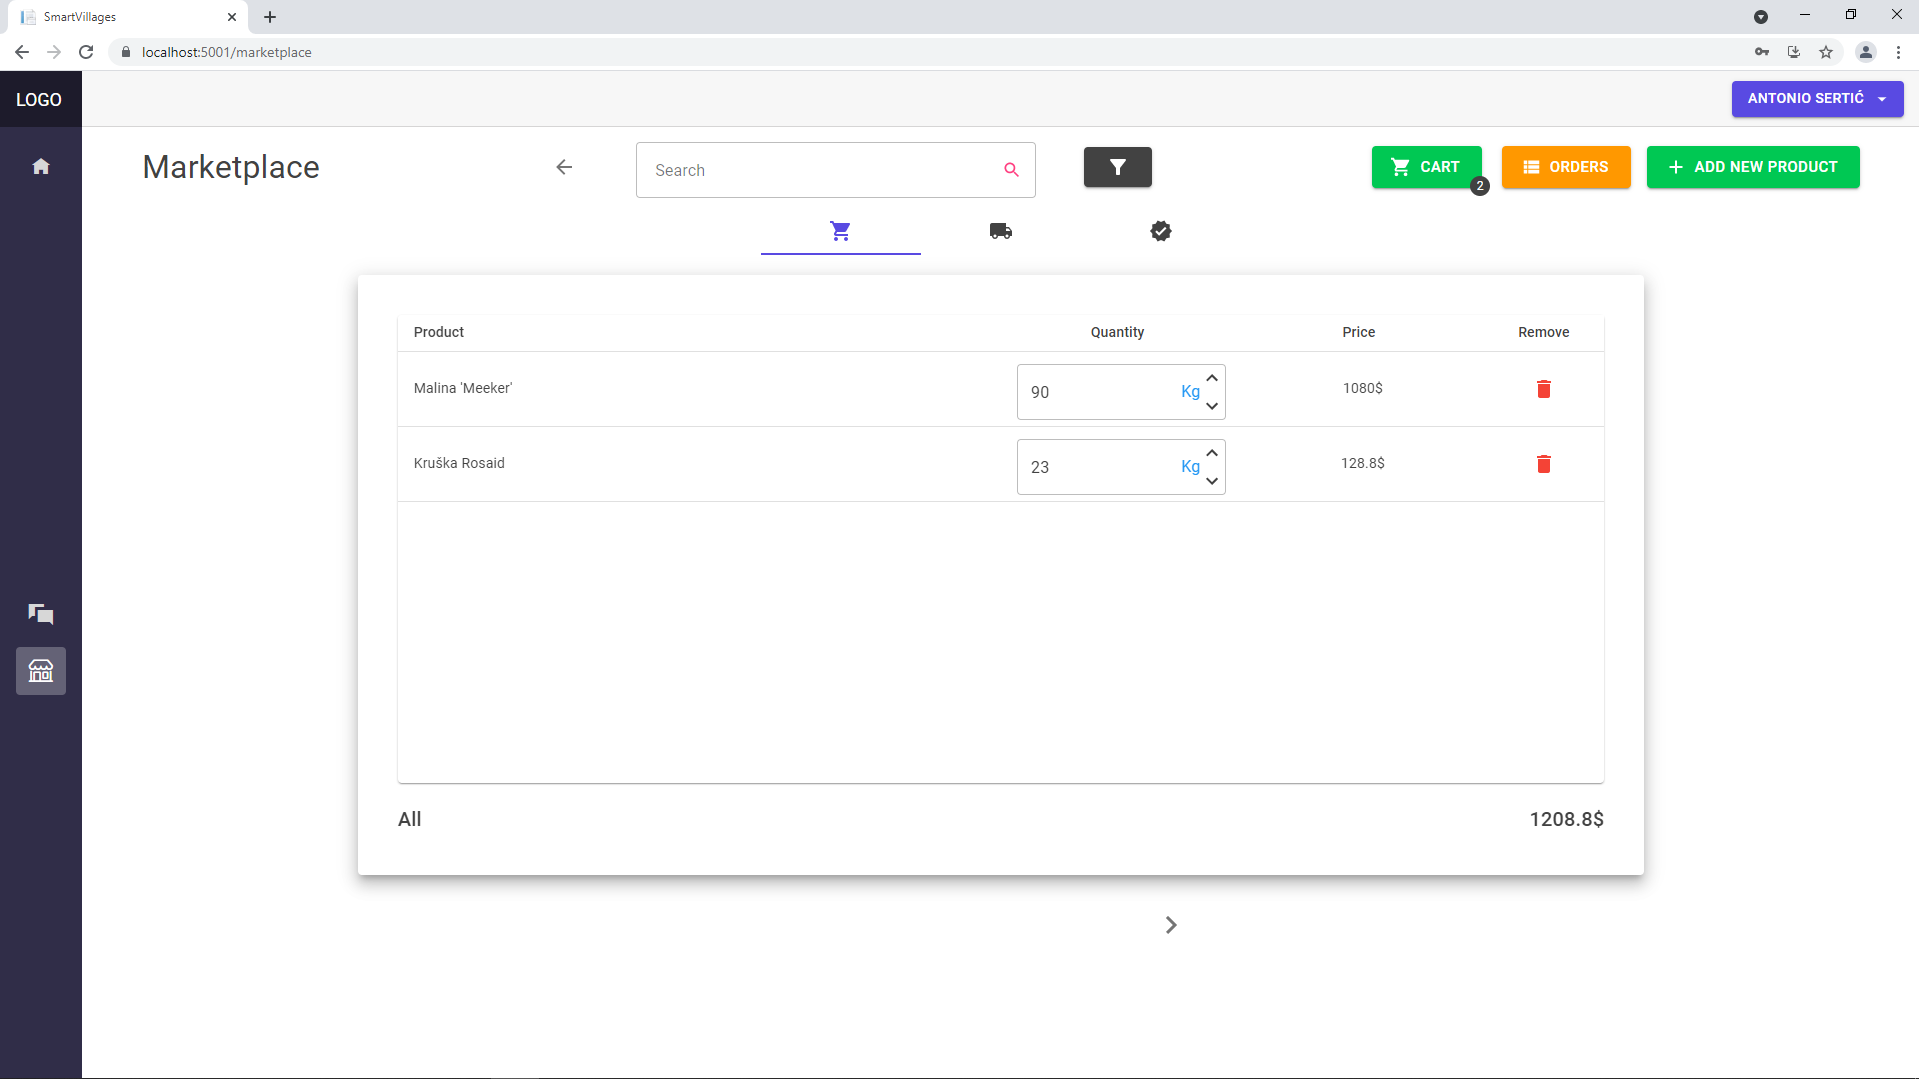 SmartVillages
localhost:5001/marketplace
LOGO
ANTONIO SERTIĆ
Marketplace
Search
CART
2
ORDERS
ADD NEW PRODUCT
Product Quantity Price Remove
Malina 'Meeker' 90 Kg 1080$
Kruška Rosaid 23 Kg 128.8$
All 1208.8$